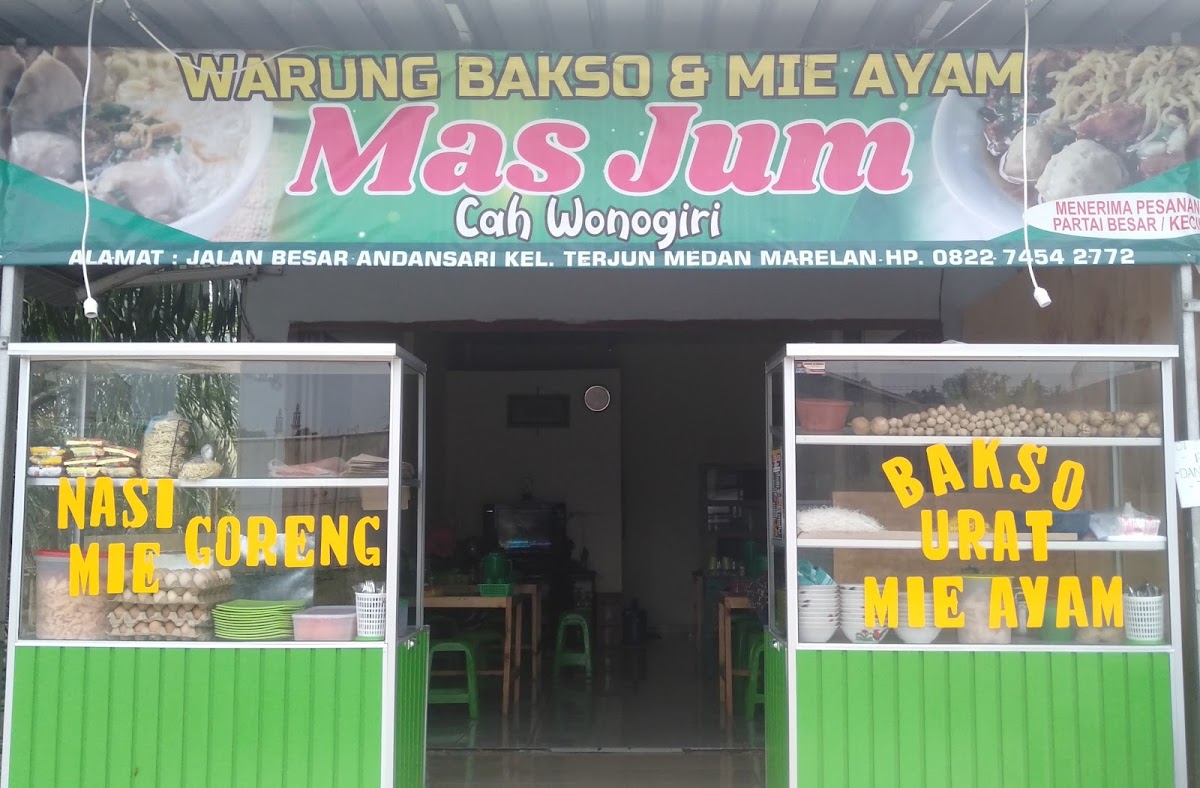 WARUNG BAKSO & MIE AYAM
Mas Jum
Cah Wonogiri
MENERIMA PESANAN
PARTAI BESAR / KECI
ALAMAT : JALAN BESAR ANDANSARI KEL. TERJUN MEDAN MARELAN HP. 0822 7454 2772
NASI
MIE GORENG
BAKSO
URAT
MIE AYAM